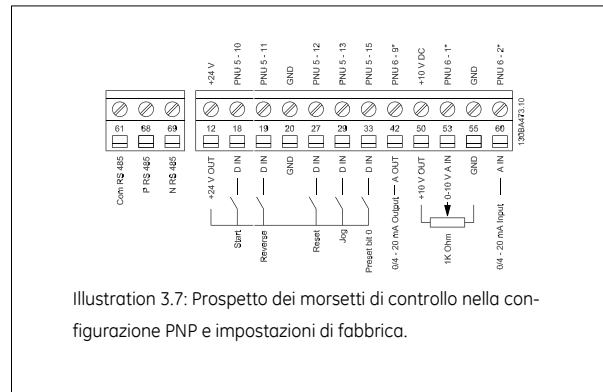 +24 V
PNU 5 - 10
PNU 5 - 11
GND
PNU 5 - 12
PNU 5 - 13
PNU 5 - 15
PNU 6 - 9*
+10 V DC
PNU 6 - 1*
GND
PNU 6 - 2*
61 68 69 12 18 19 20 27 29 33 42 50 53 55 60
130BA473.10
Com RS 485
P RS 485
N RS 485
+24 V OUT
D IN
D IN
GND
D IN
D IN
D IN
A OUT
+10 V OUT
0-10 V A IN
GND
A IN
Start
Reverse
Reset
Jog
Preset bit 0
0/4 - 20 mA Output
1K Ohm
0/4 - 20 mA Input
Illustration 3.7: Prospetto dei morsetti di controllo nella con-
figurazione PNP e impostazioni di fabbrica.